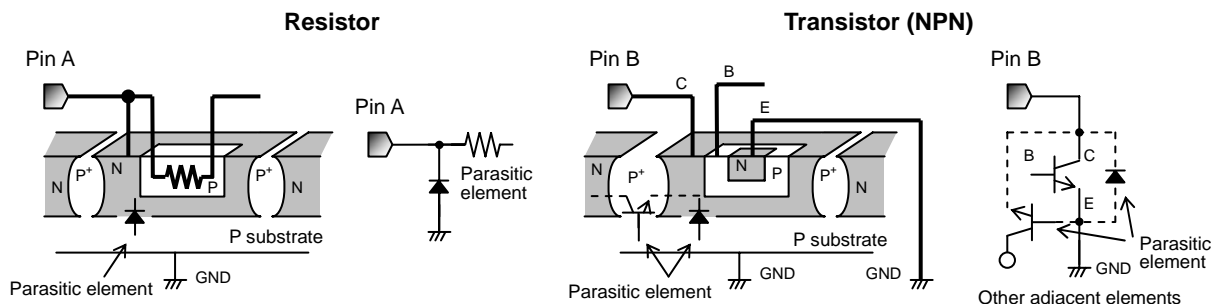 Resistor
Transistor (NPN)
Pin A
Pin A
Pin B
Pin B
C
B
E
N
P+
N
P
P+
N
Parasitic
element
N
P+
N
P
P+
N
B
C
E
P substrate
Parasitic element
GND
P substrate
Parasitic element
GND
GND
GND
Parasitic
element
Other adjacent elements